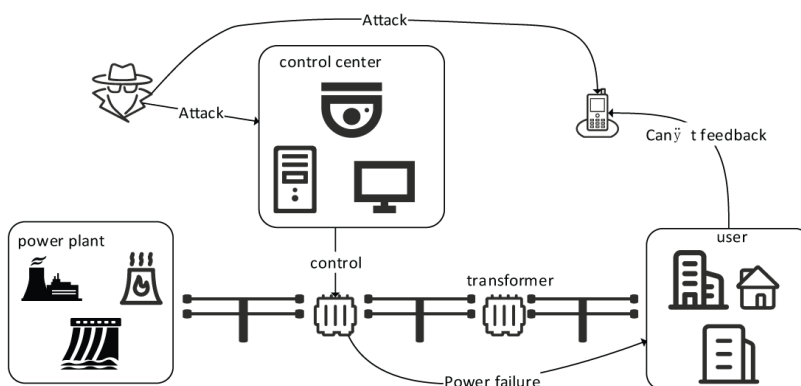 Attack
control center
Attack
Canÿ t feedback
power plant
user
control
transformer
Power failure